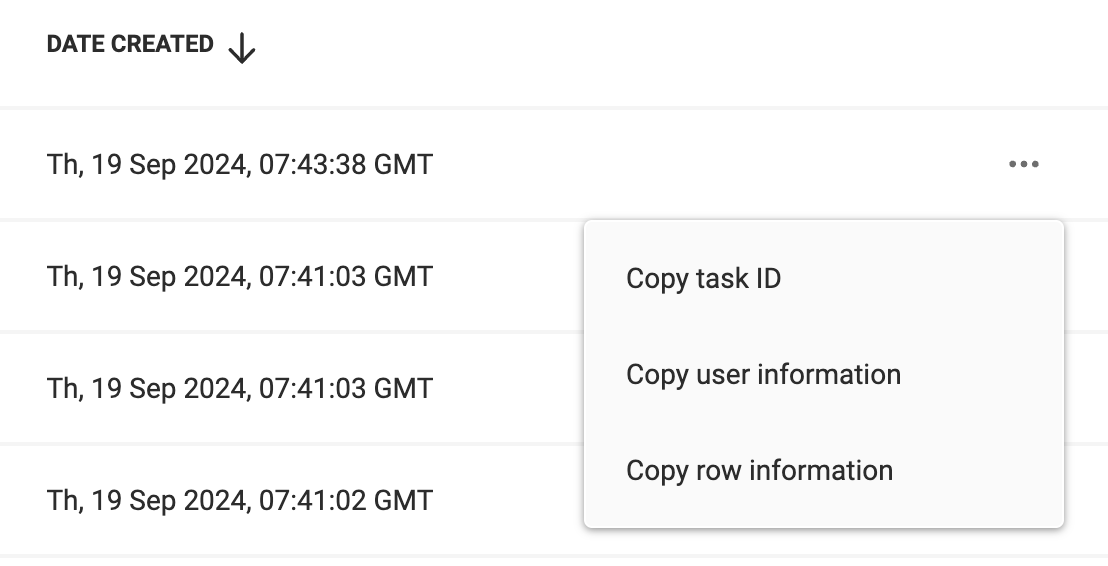 DATE CREATED
Th, 19 Sep 2024, 07:43:38 GMT
Th, 19 Sep 2024, 07:41:03 GMT
Th, 19 Sep 2024, 07:41:03 GMT
Th, 19 Sep 2024, 07:41:02 GMT
Copy task ID
Copy user information
Copy row information